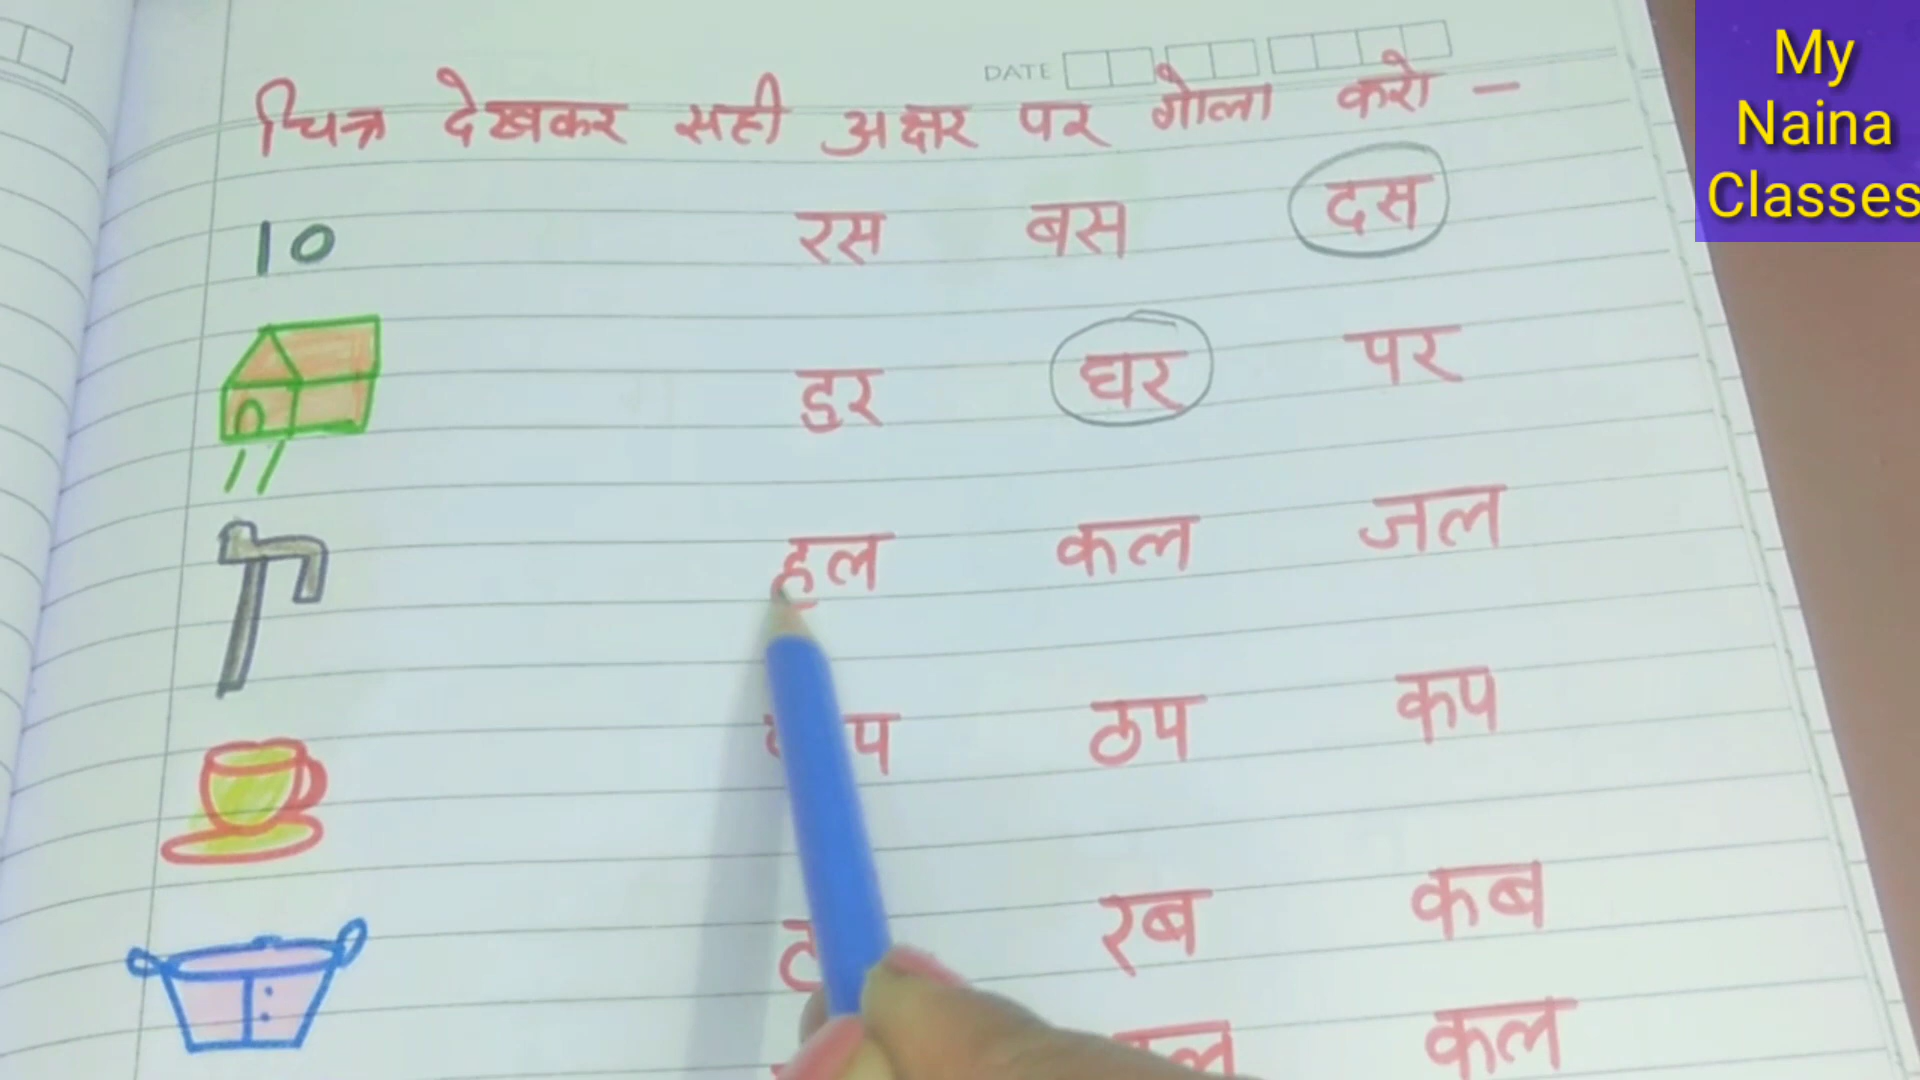 DATE
चित्र देखकर सही अक्षर पर गोला करो –
10 रस बस दस
डर घर पर
हल कल जल
ठप कप
रब कब
कल
My
Naina
Classes